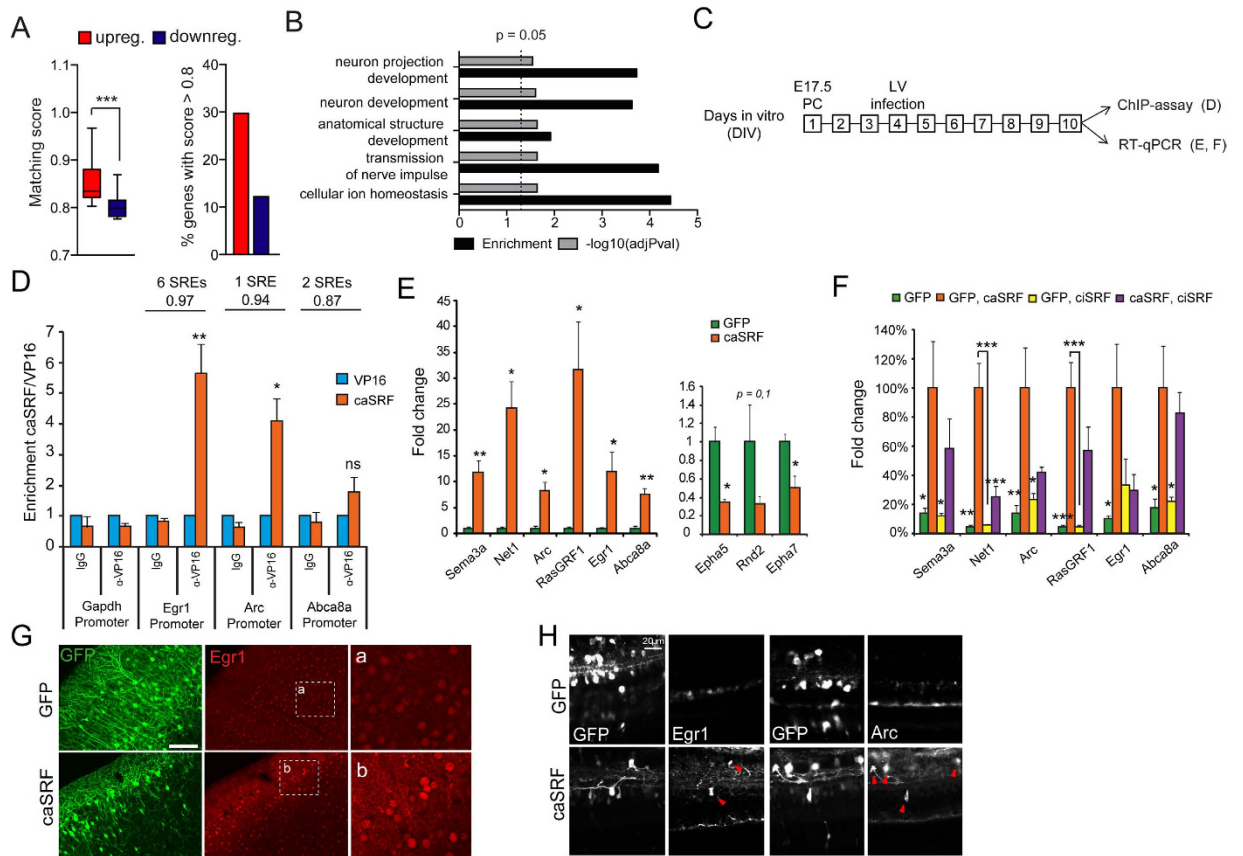 A
upreg. downreg.
Matching score
1.1
1.0
0.9
0.8
0.7
***
% genes with score > 0.8
40
30
20
10
0
B
p = 0.05
neuron projection
development
neuron development
anatomical structure
development
transmission
of nerve impulse
cellular ion homeostasis
0 1 2 3 4 5
Enrichment -log10(adjPval)
C
E17.5
PC
LV
infection
Days in vitro
(DIV)
1 2 3 4 5 6 7 8 9 10
ChIP-assay (D)
RT-qPCR (E, F)
D
6 SREs 1 SRE 2 SREs
0.97 0.94 0.87
Enrichment caSRF/VP16
7
6
5
4
3
2
1
0
** * ns
VP16
caSRF
IgG α-VP16 IgG α-VP16 IgG α-VP16 IgG α-VP16
Gapdh Egr1 Arc Abca8a
Promoter Promoter Promoter Promoter
E
Fold change
45
40
35
30
25
20
15
10
5
0
** * * * * **
Sema3a Net1 Arc RasGRF1 Egr1 Abca8a
GFP
caSRF
1.6
1.4
1.2
1
0.8
0.6
0.4
0.2
0
p = 0,1
* *
Epha5 Rnd2 Epha7
F
GFP GFP, caSRF GFP, ciSRF caSRF, ciSRF
Fold change
140%
120%
100%
80%
60%
40%
20%
0%
*** ***
* * ** *** ** * *** * * *
Sema3a Net1 Arc RasGRF1 Egr1 Abca8a
G
GFP Egr1 a
GFP
a
caSRF
b
b
H
20µm
GFP
GFP Egr1 GFP Arc
caSRF